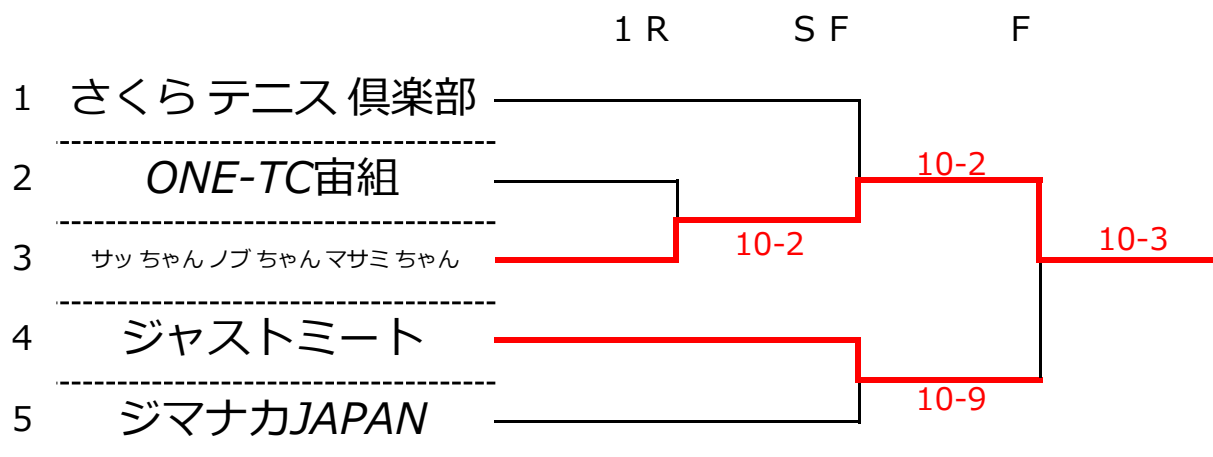 1 R S F F
1 さくら テニス 倶楽部
2 ONE-TC宙組
10-2
3 サッ ちゃん ノブ ちゃん マサミ ちゃん
10-2
10-3
4 ジャストミート
10-9
5 ジマナカJAPAN